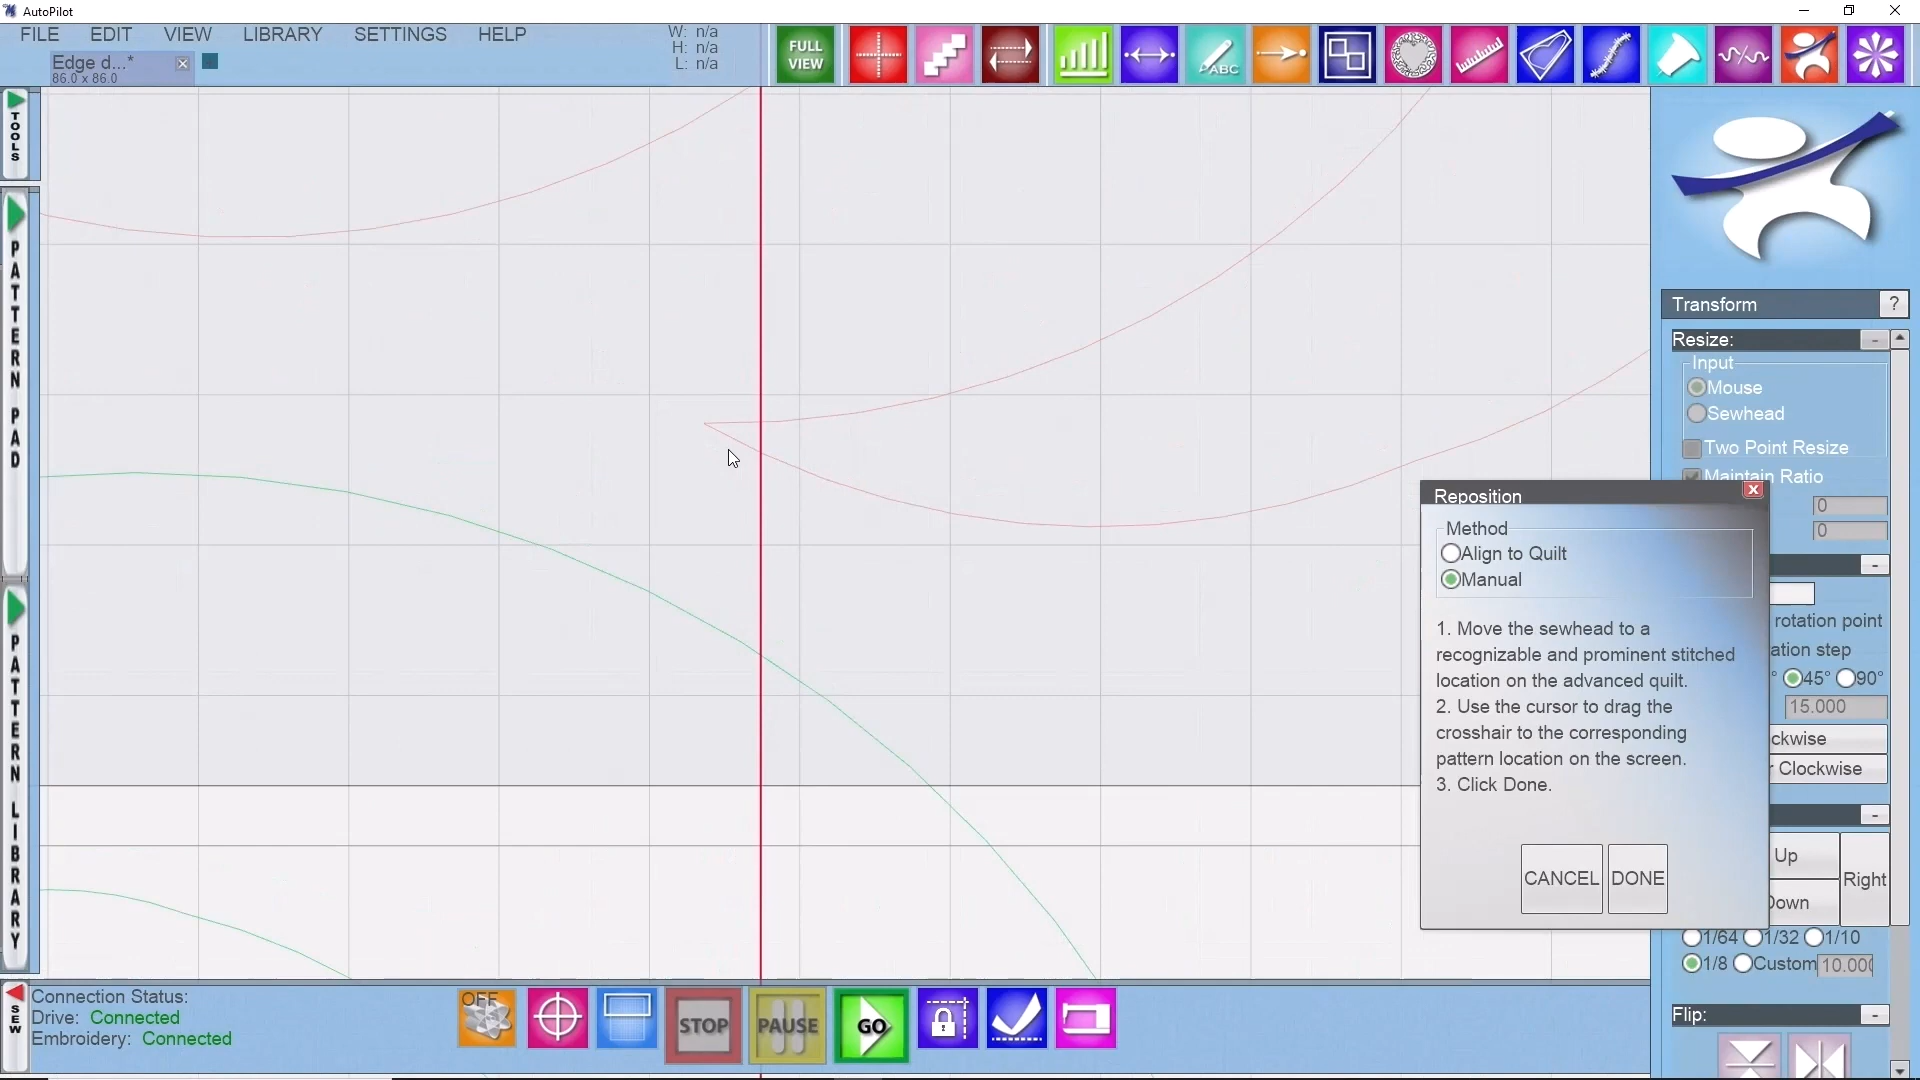 AutoPilot
FILE EDIT VIEW LIBRARY SETTINGS HELP
W: n/a
H: n/a
L: n/a
FULL VIEW
ABC
Edge d...*
86.0 x 86.0
TOOLS
PATTERN PAD
PATTERN LIBRARY
SEW
Transform ?
Resize: -
Input
Mouse
Sewhead
Two Point Resize
Maintain Ratio
0
0
-
rotation point
ation step
° 45° 90°
15.000
ckwise
r Clockwise
-
Up
Down
Right
1/64 1/32 1/10
1/8 Custom 10.00
Flip: -
Reposition
Method
Align to Quilt
Manual
1. Move the sewhead to a
recognizable and prominent stitched
location on the advanced quilt.
2. Use the cursor to drag the
crosshair to the corresponding
pattern location on the screen.
3. Click Done.
CANCEL DONE
Connection Status:
Drive: Connected
Embroidery: Connected
OFF
STOP
PAUSE
GO